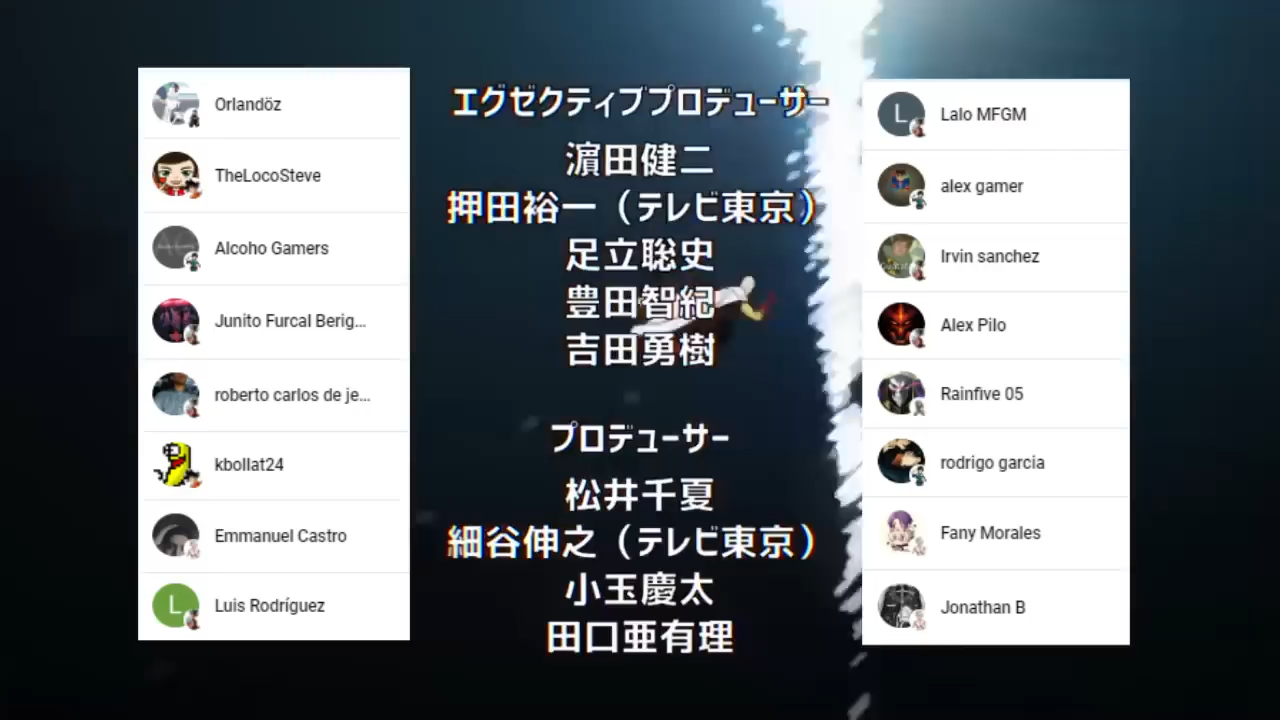 Orlandöz
TheLocoSteve
Alcoho Gamers
Junito Furcal Berig...
roberto carlos de je...
kbollat24
Emmanuel Castro
L
Luis Rodríguez
エグゼクティブプロデューサー
濵田健二
押田裕一（テレビ東京）
足立聡史
豊田智紀
吉田勇樹
プロデューサー
松井千夏
細谷伸之（テレビ東京）
小玉慶太
田口亜有理
L
Lalo MFGM
alex gamer
Irvin sanchez
Alex Pilo
Rainfive 05
rodrigo garcia
Fany Morales
Jonathan B